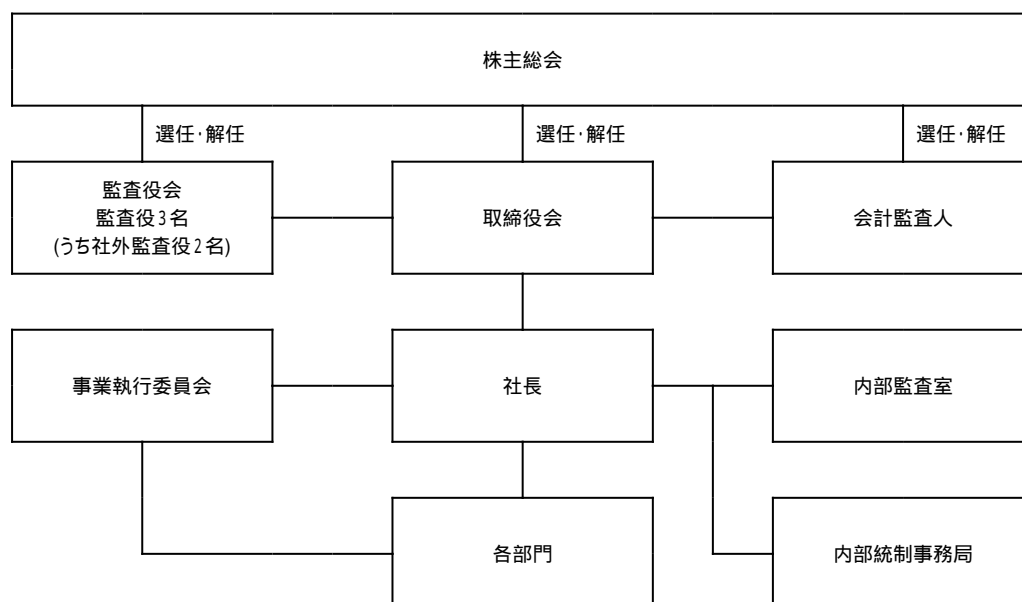 株主総会
選任・解任
選任・解任
選任・解任
監査役会
監査役3名
(うち社外監査役2名)
取締役会
会計監査人
事業執行委員会
社長
内部監査室
各部門
内部統制事務局